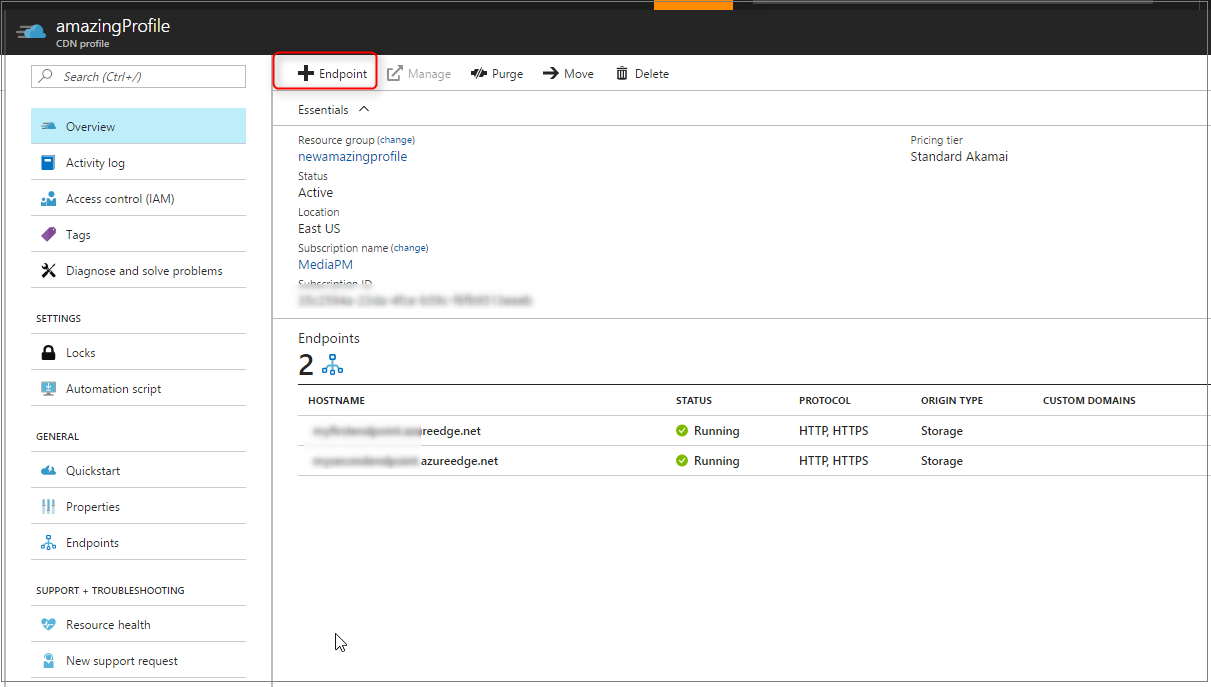 amazingProfile
CDN profile
Search (Ctrl+/)
Overview
Activity log
Access control (IAM)
Tags
Diagnose and solve problems
SETTINGS
Locks
Automation script
GENERAL
Quickstart
Properties
Endpoints
SUPPORT + TROUBLESHOOTING
Resource health
New support request
Endpoint Manage Purge Move Delete
Essentials
Resource group (change)
newamazingprofile
Status
Active
Location
East US
Subscription name (change)
MediaPM
Subscription ID
Pricing tier
Standard Akamai
Endpoints
2
HOSTNAME STATUS PROTOCOL ORIGIN TYPE CUSTOM DOMAINS
reedge.net Running HTTP, HTTPS Storage
azureedge.net Running HTTP, HTTPS Storage